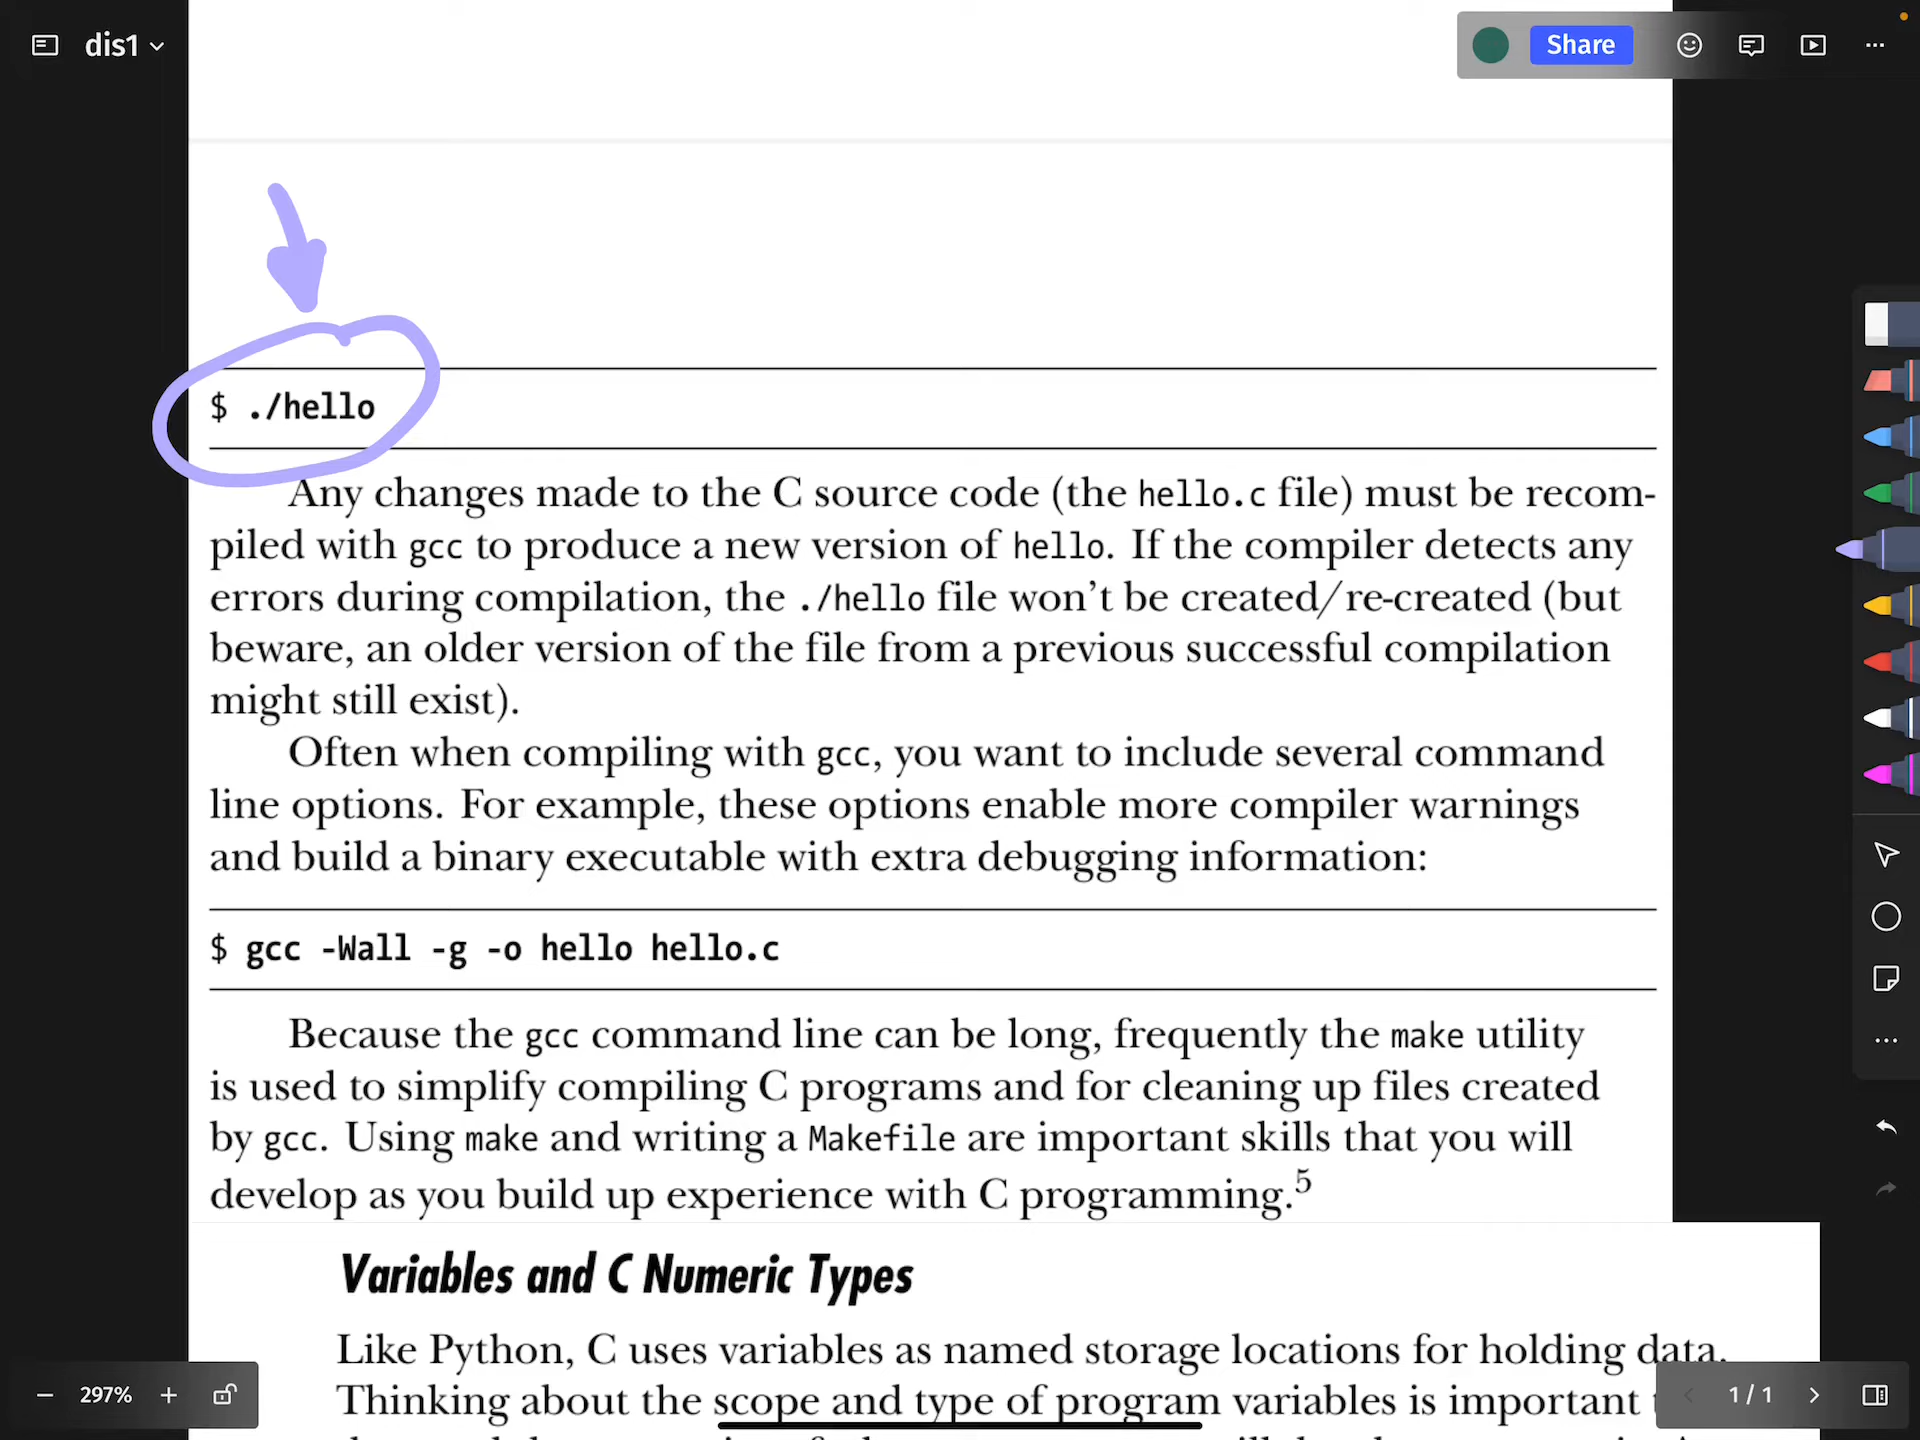 dis1
Share
$ ./hello
Any changes made to the C source code (the hello.c file) must be recom-
piled with gcc to produce a new version of hello. If the compiler detects any
errors during compilation, the ./hello file won’t be created/re-created (but
beware, an older version of the file from a previous successful compilation
might still exist).
Often when compiling with gcc, you want to include several command
line options. For example, these options enable more compiler warnings
and build a binary executable with extra debugging information:
$ gcc -Wall -g -o hello hello.c
Because the gcc command line can be long, frequently the make utility
is used to simplify compiling C programs and for cleaning up files created
by gcc. Using make and writing a Makefile are important skills that you will
develop as you build up experience with C programming.5
Variables and C Numeric Types
Like Python, C uses variables as named storage locations for holding data.
Thinking about the scope and type of program variables is important
297%
1 / 1